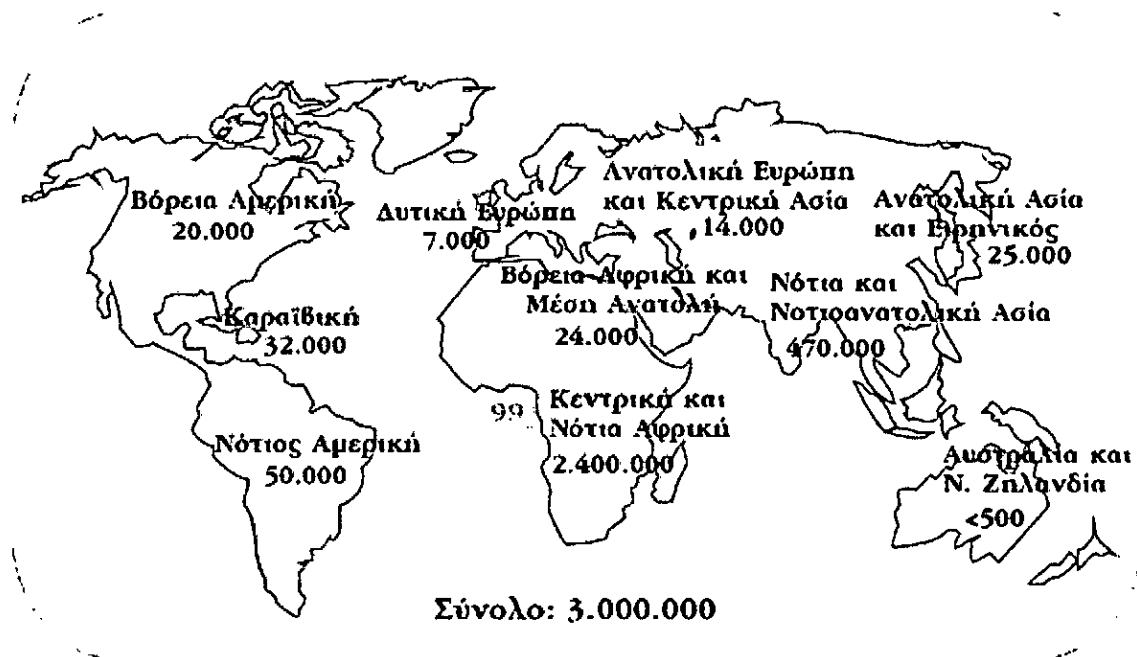 Βόρεια Αμερική
20.000
Δυτική Ευρώπη
7.000
Ανατολική Ευρώπη
και Κεντρική Ασία
14.000
Ανατολική Ασία
και Ειρηνικός
25.000
Καραϊβική
32.000
Βόρεια Αφρική και
Μέση Ανατολή
24.000
Νότια και
Νοτιοανατολική Ασία
470.000
Νότιος Αμερική
50.000
99
Κεντρική και
Νότια Αφρική
2.400.000
Αυστραλία και
Ν. Ζηλανδία
<500
Σύνολο: 3.000.000